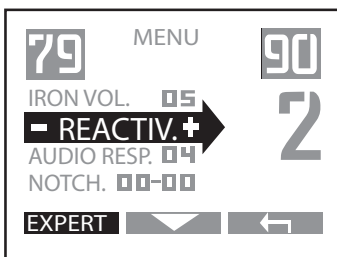 79 MENU 90
IRON VOL. 05
- REACTIV. + 2
AUDIO RESP. 04
NOTCH. 00-00
EXPERT